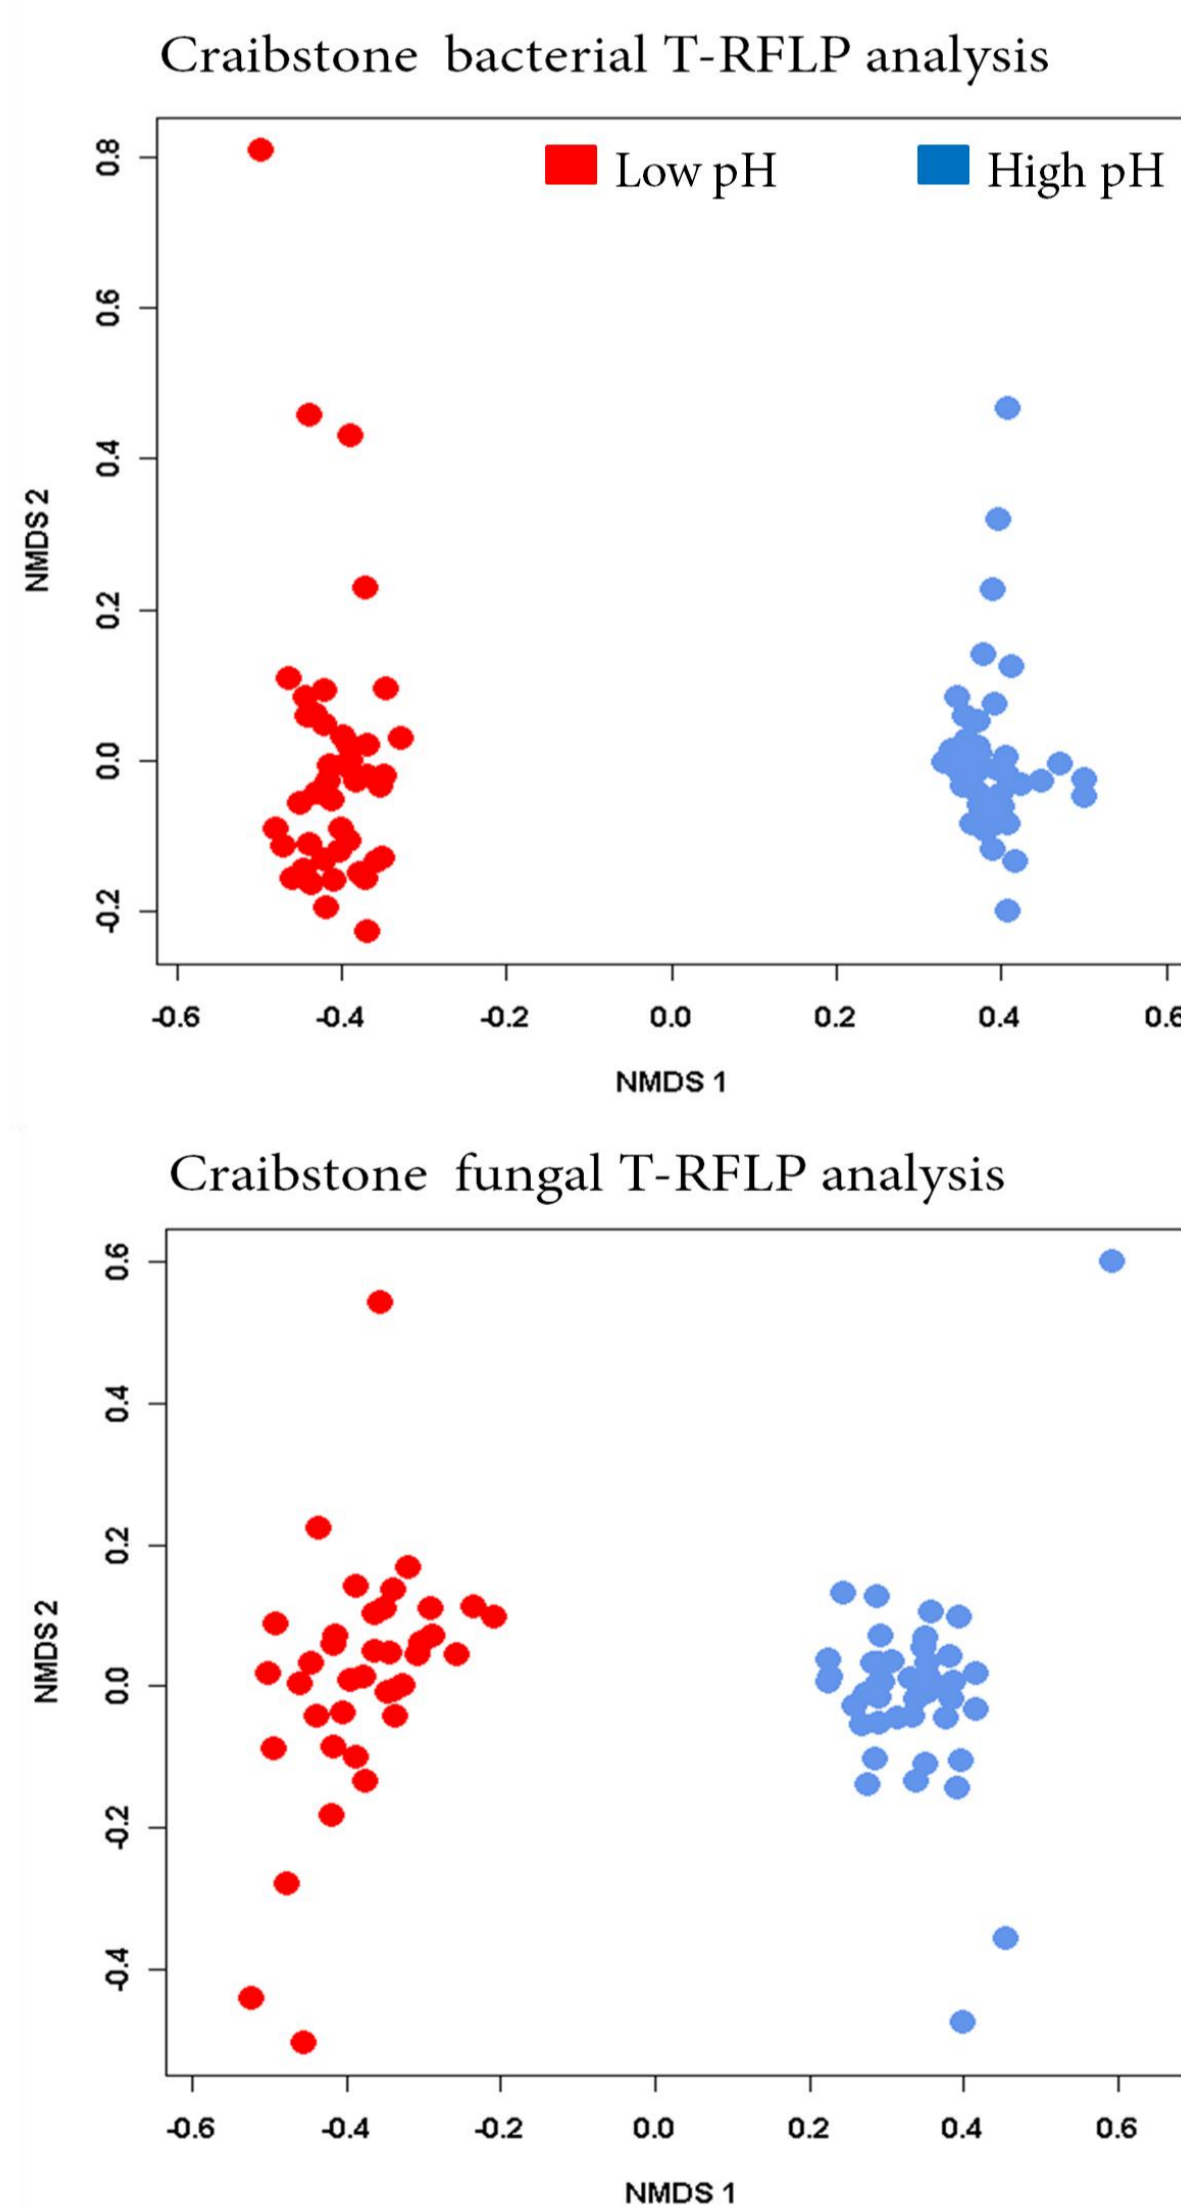 Craibstone bacterial T-RFLP analysis
Low pH High pH
0.8
0.6
0.4
0.2
0.0
-0.2
NMDS 2
-0.6 -0.4 -0.2 0.0 0.2 0.4 0.6
NMDS 1
Craibstone fungal T-RFLP analysis
0.6
0.4
0.2
0.0
-0.2
-0.4
NMDS 2
-0.6 -0.4 -0.2 0.0 0.2 0.4 0.6
NMDS 1